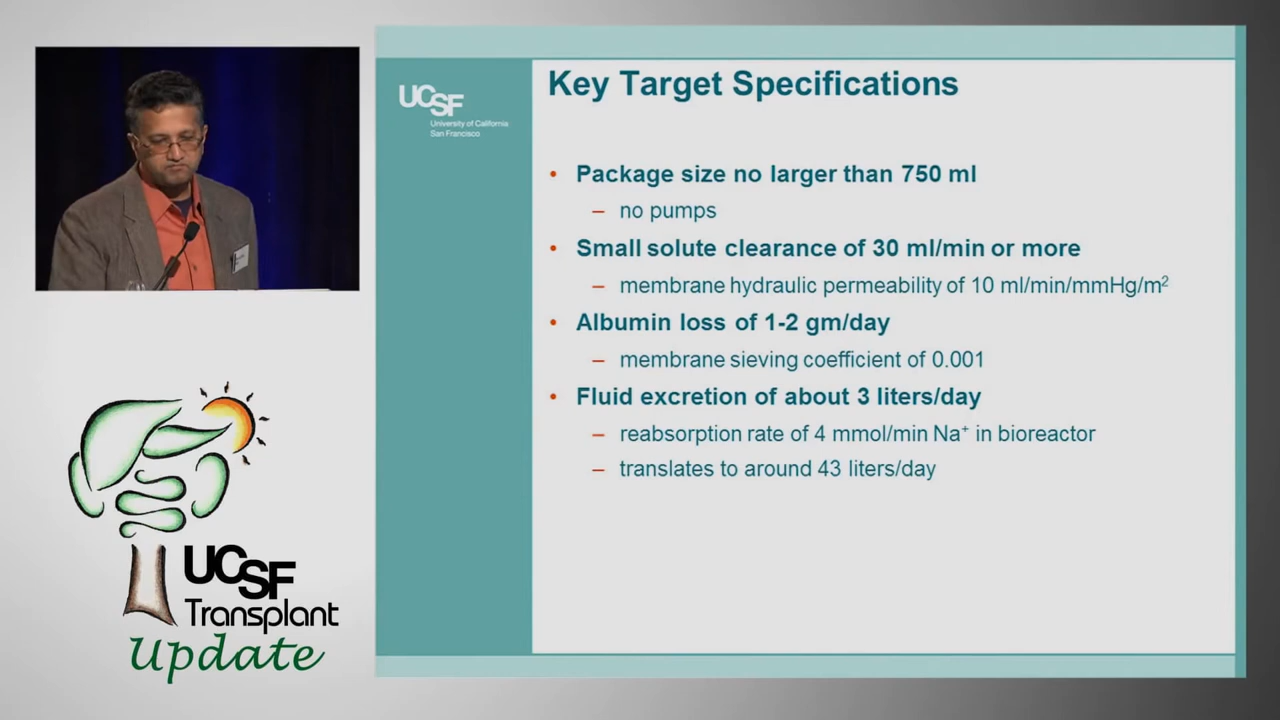 UCSF
University of California
San Francisco
Key Target Specifications
• Package size no larger than 750 ml
– no pumps
• Small solute clearance of 30 ml/min or more
– membrane hydraulic permeability of 10 ml/min/mmHg/m²
• Albumin loss of 1-2 gm/day
– membrane sieving coefficient of 0.001
• Fluid excretion of about 3 liters/day
– reabsorption rate of 4 mmol/min Na⁺ in bioreactor
– translates to around 43 liters/day
UCSF
Transplant
Update